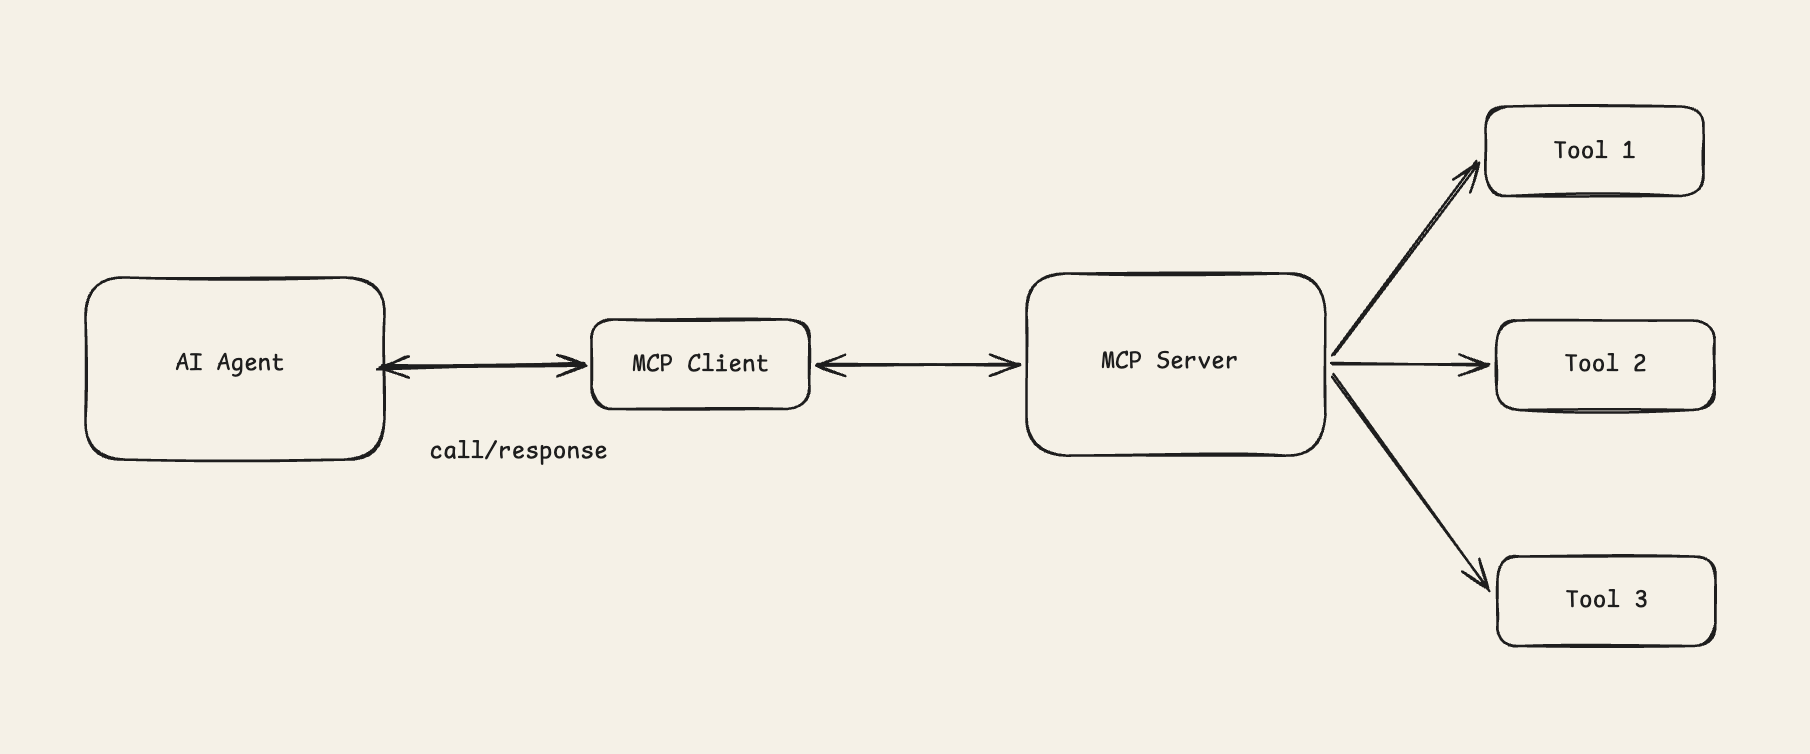 Tool 1
AI Agent
MCP Client
MCP Server
Tool 2
call/response
Tool 3